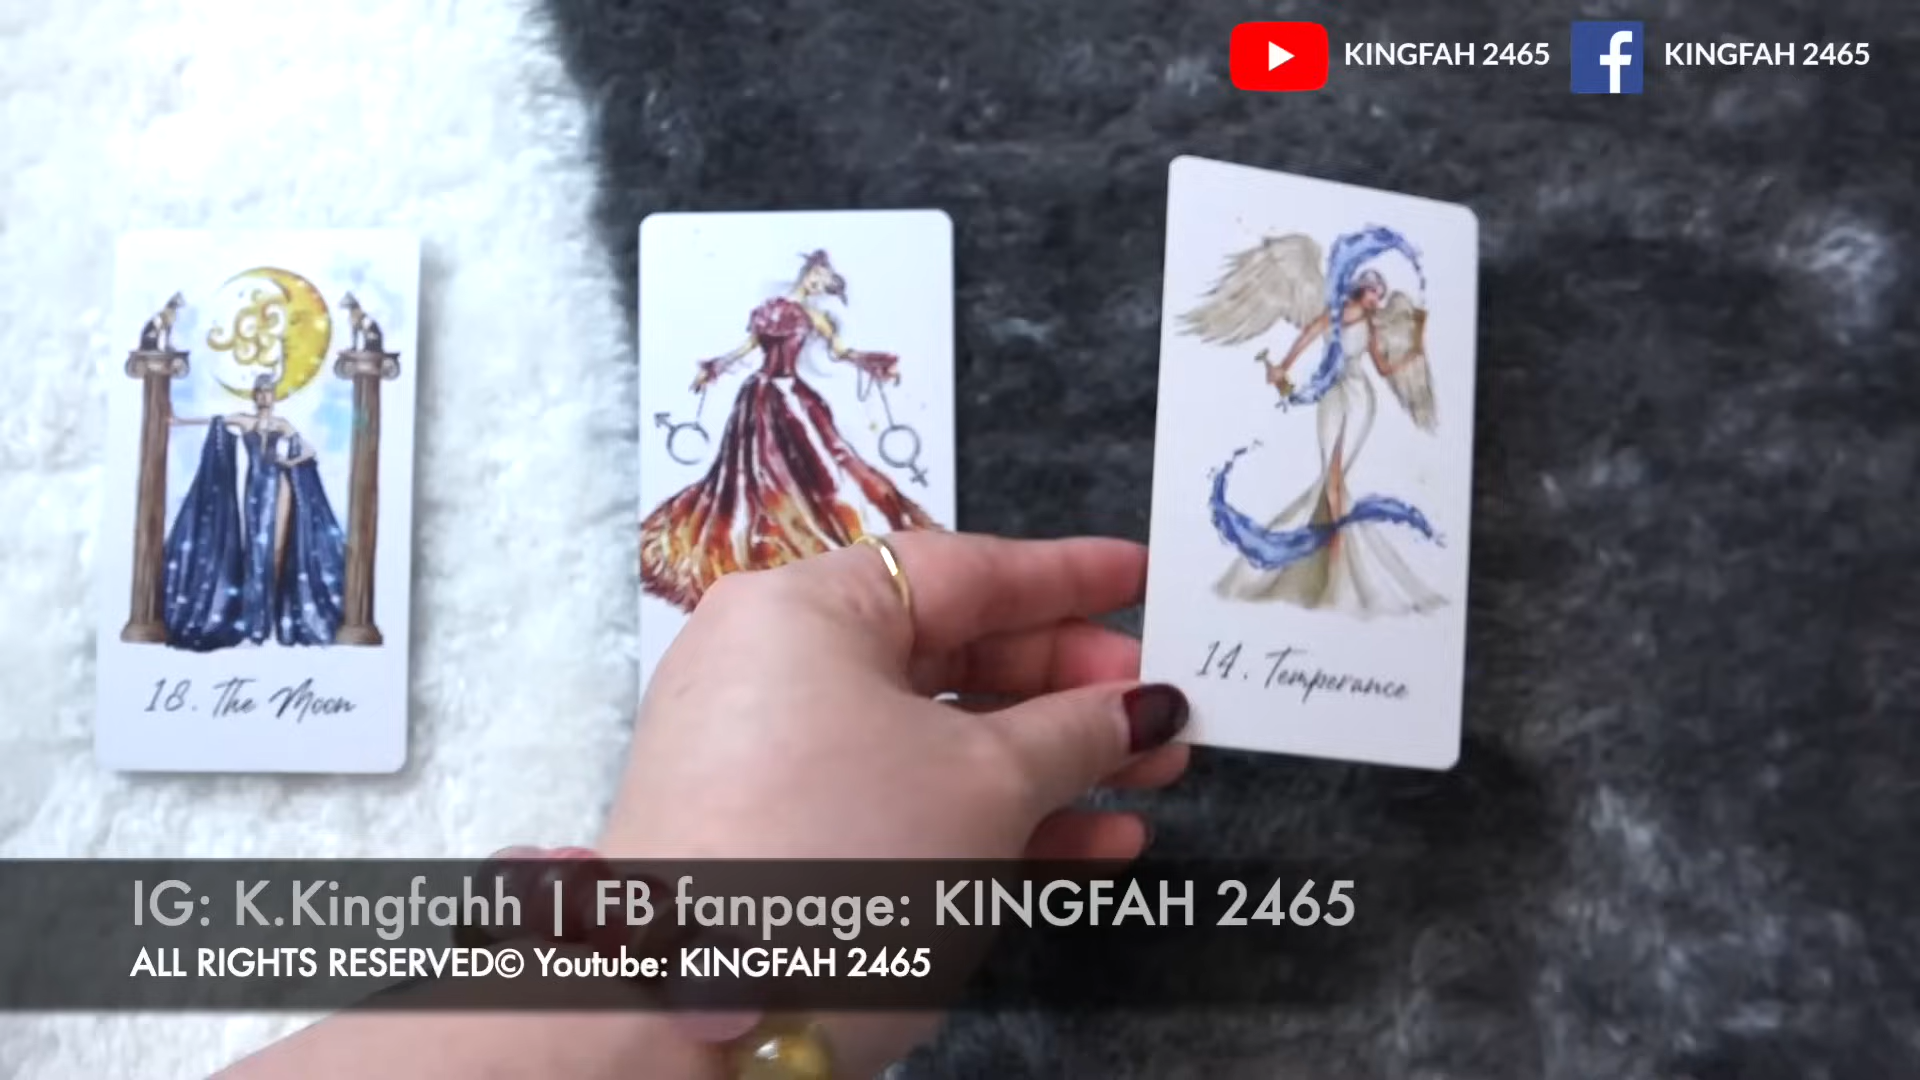 KINGFAH 2465
KINGFAH 2465
18. The Moon
14. Temperance
IG: K.Kingfahh | FB fanpage: KINGFAH 2465
ALL RIGHTS RESERVED© Youtube: KINGFAH 2465